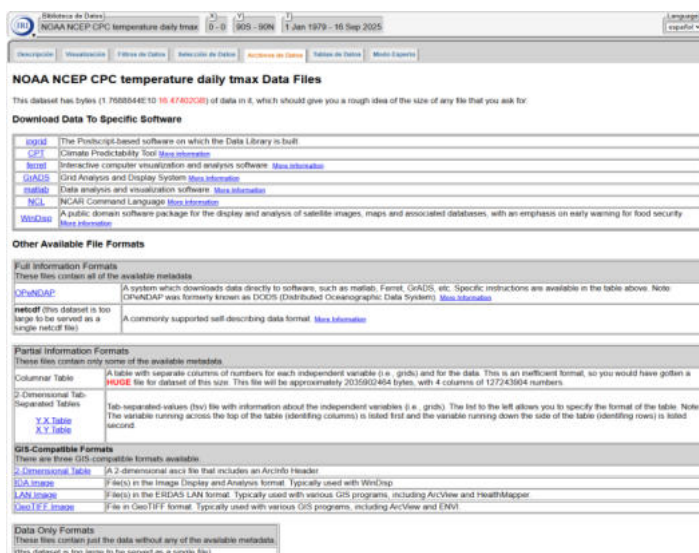 IRI
Biblioteca de Datos
NOAA NCEP CPC temperature daily tmax
X
0 - 0
Y
90S - 90N
T
1 Jan 1979 - 16 Sep 2025
Language
español
Descripción
Visualización
Filtros de Datos
Selección de Datos
Archivos de Datos
Tablas de Datos
Modo Experto
NOAA NCEP CPC temperature daily tmax Data Files
This dataset has bytes (1.7688844E10 16.47402GB) of data in it, which should give you a rough idea of the size of any file that you ask for.
Download Data To Specific Software
ingrid The Postscript-based software on which the Data Library is built.
CPT Climate Predictability Tool More information
ferret Interactive computer visualization and analysis software. More information
GrADS Grid Analysis and Display System More information
matlab Data analysis and visualization software. More information
NCL NCAR Command Language More information
WinDisp A public domain software package for the display and analysis of satellite images, maps and associated databases, with an emphasis on early warning for food security
More information
Other Available File Formats
Full Information Formats
These files contain all of the available metadata.
OPeNDAP A system which downloads data directly to software, such as matlab, Ferret, GrADS, etc. Specific instructions are available in the table above. Note
OPeNDAP was formerly known as DODS (Distributed Oceanographic Data System). More Information
netcdf (this dataset is too
large to be served as a
single netcdf file)
A commonly supported self-describing data format. More Information
Partial Information Formats
These files contain only some of the available metadata.
Columnar Table
A table with separate columns of numbers for each independent variable (i.e., grids) and for the data. This is an inefficient format, so you would have gotten a
HUGE file for dataset of this size. This file will be approximately 2035902464 bytes, with 4 columns of 127243904 numbers.
2-Dimensional Tab-
Separated Tables
Y X Table
X Y Table
Tab-separated-values (tsv) file with information about the independent variables (i.e., grids). The list to the left allows you to specify the format of the table. Note
The variable running across the top of the table (identifing columns) is listed first and the variable running down the side of the table (identifing rows) is listed
second.
GIS-Compatible Formats
There are three GIS-compatible formats available.
2-Dimensional Table A 2-dimensional ascii file that includes an ArcInfo Header
IDA Image File(s) in the Image Display and Analysis format. Typically used with WinDisp
LAN Image File(s) in the ERDAS LAN format. Typically used with various GIS programs, including ArcView and HealthMapper
GeoTIFF Image File in GeoTIFF format. Typically used with various GIS programs, including ArcView and ENVI.
Data Only Formats
These files contain just the data without any of the available metadata.
(this dataset is too large to be served as a single file)